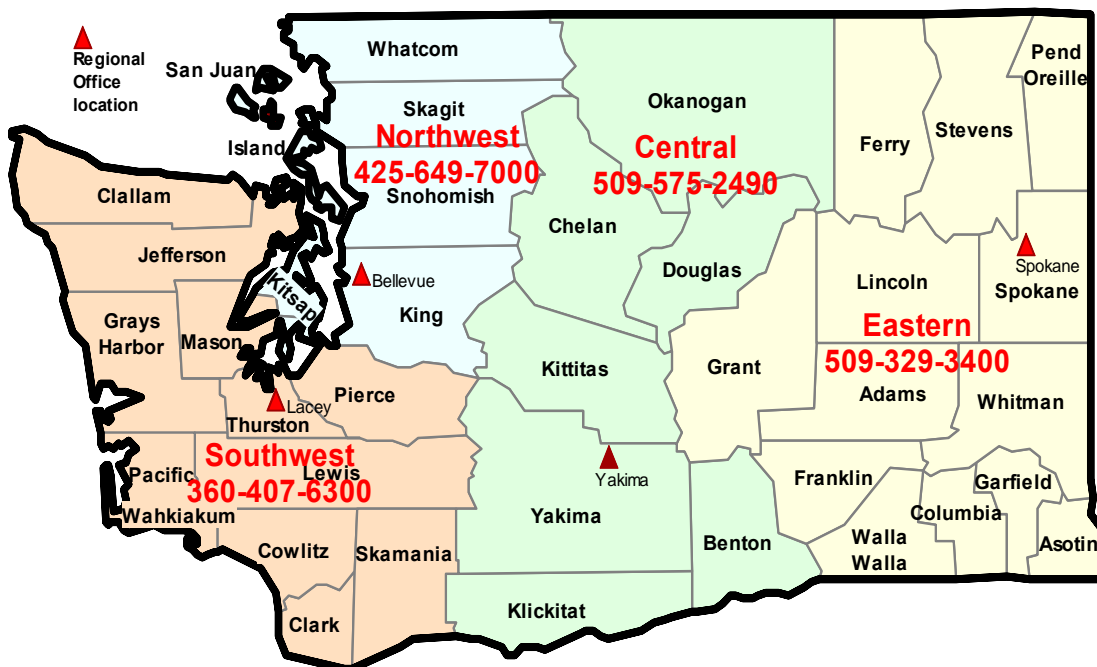 Regional
Office
location
Whatcom
San Juan
Skagit
Northwest
425-649-7000
Island
Snohomish
Okanogan
Central
509-575-2490
Ferry
Stevens
Pend
Oreille
Clallam
Jefferson
Chelan
Douglas
Kitsap
Bellevue
King
Lincoln
Spokane
Spokane
Grays
Harbor
Mason
Eastern
509-329-3400
Kittitas
Grant
Adams
Whitman
Pierce
Lacey
Thurston
Southwest
360-407-6300
Pacific
Lewis
Wahkiakum
Yakima
Yakima
Franklin
Garfield
Columbia
Walla
Walla
Asotin
Benton
Cowlitz
Skamania
Clark
Klickitat